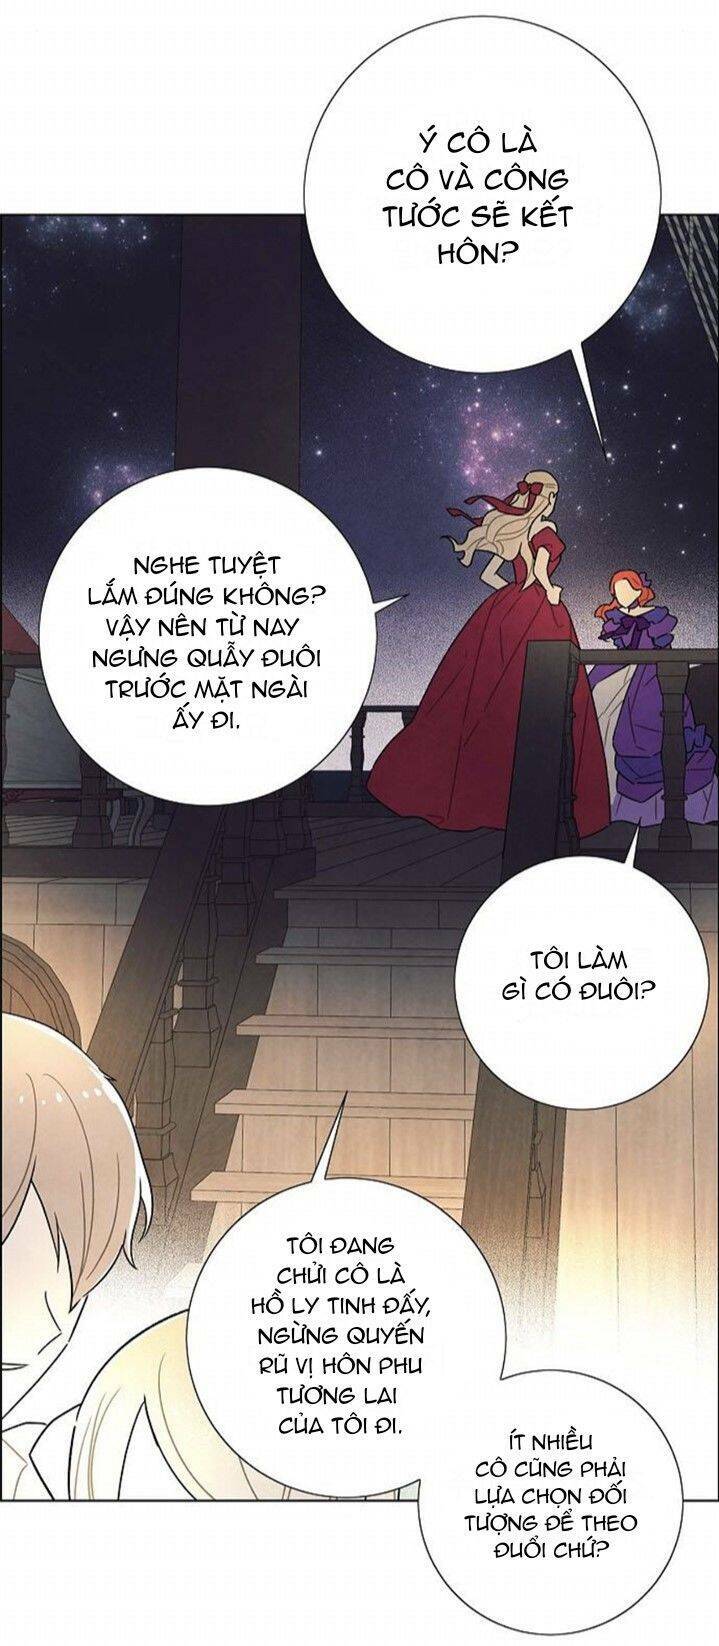 Ý CÔ LÀ
CÔ VÀ CÔNG
TƯỚC SẼ KẾT
HÔN?
NGHE TUYỆT
LẮM ĐÚNG KHÔNG?
VẬY NÊN TỪ NAY
NGƯNG QUẪY ĐUÔI
TRƯỚC MẶT NGÀI
ẤY ĐI.
TÔI LÀM
GÌ CÓ ĐUÔI?
TÔI ĐANG
CHỬI CÔ LÀ
HỒ LY TINH ĐẤY,
NGỪNG QUYẾN
RŨ VỊ HÔN PHU
TƯƠNG LAI
CỦA TÔI ĐI.
ÍT NHIỀU
CÔ CŨNG PHẢI
LỰA CHỌN ĐỐI
TƯỢNG ĐỂ THEO
ĐUỔI CHỨ?